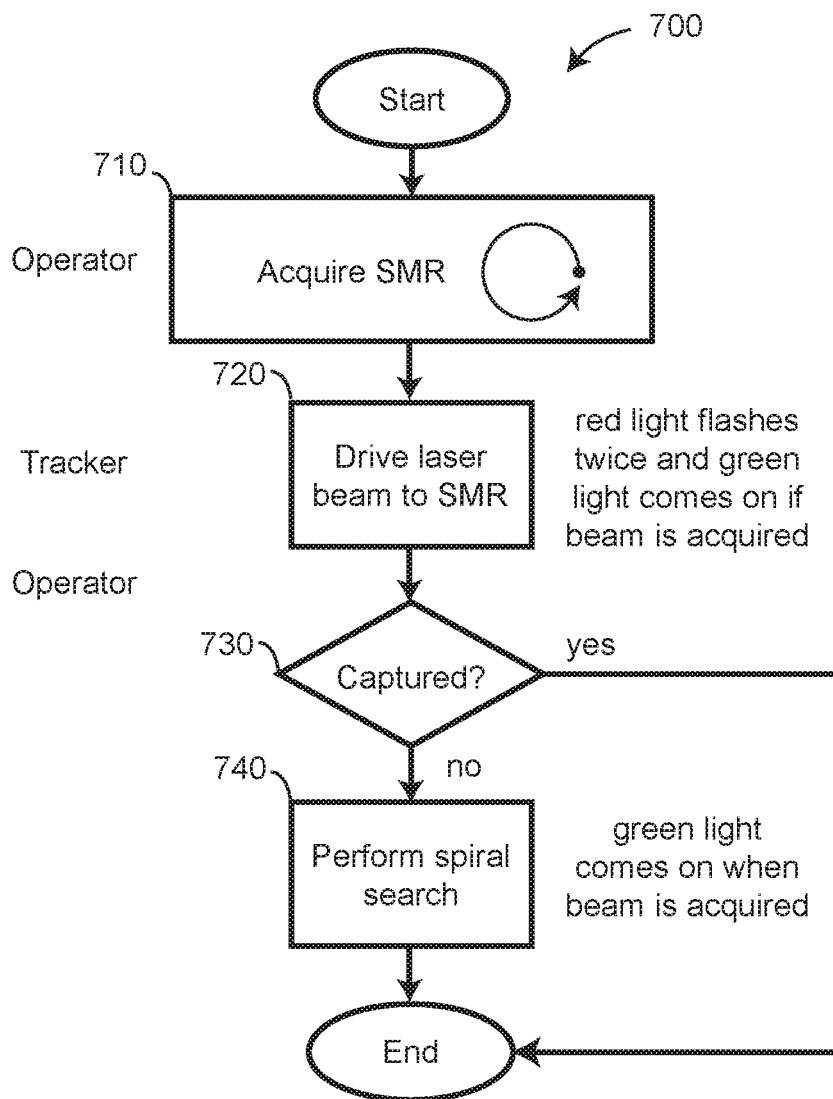 700
Start
710
Operator
Acquire SMR
720
Tracker
Drive laser
beam to SMR
red light flashes
twice and green
light comes on if
beam is acquired
Operator
730
Captured?
yes
no
740
Perform spiral
search
green light
comes on when
beam is acquired
End